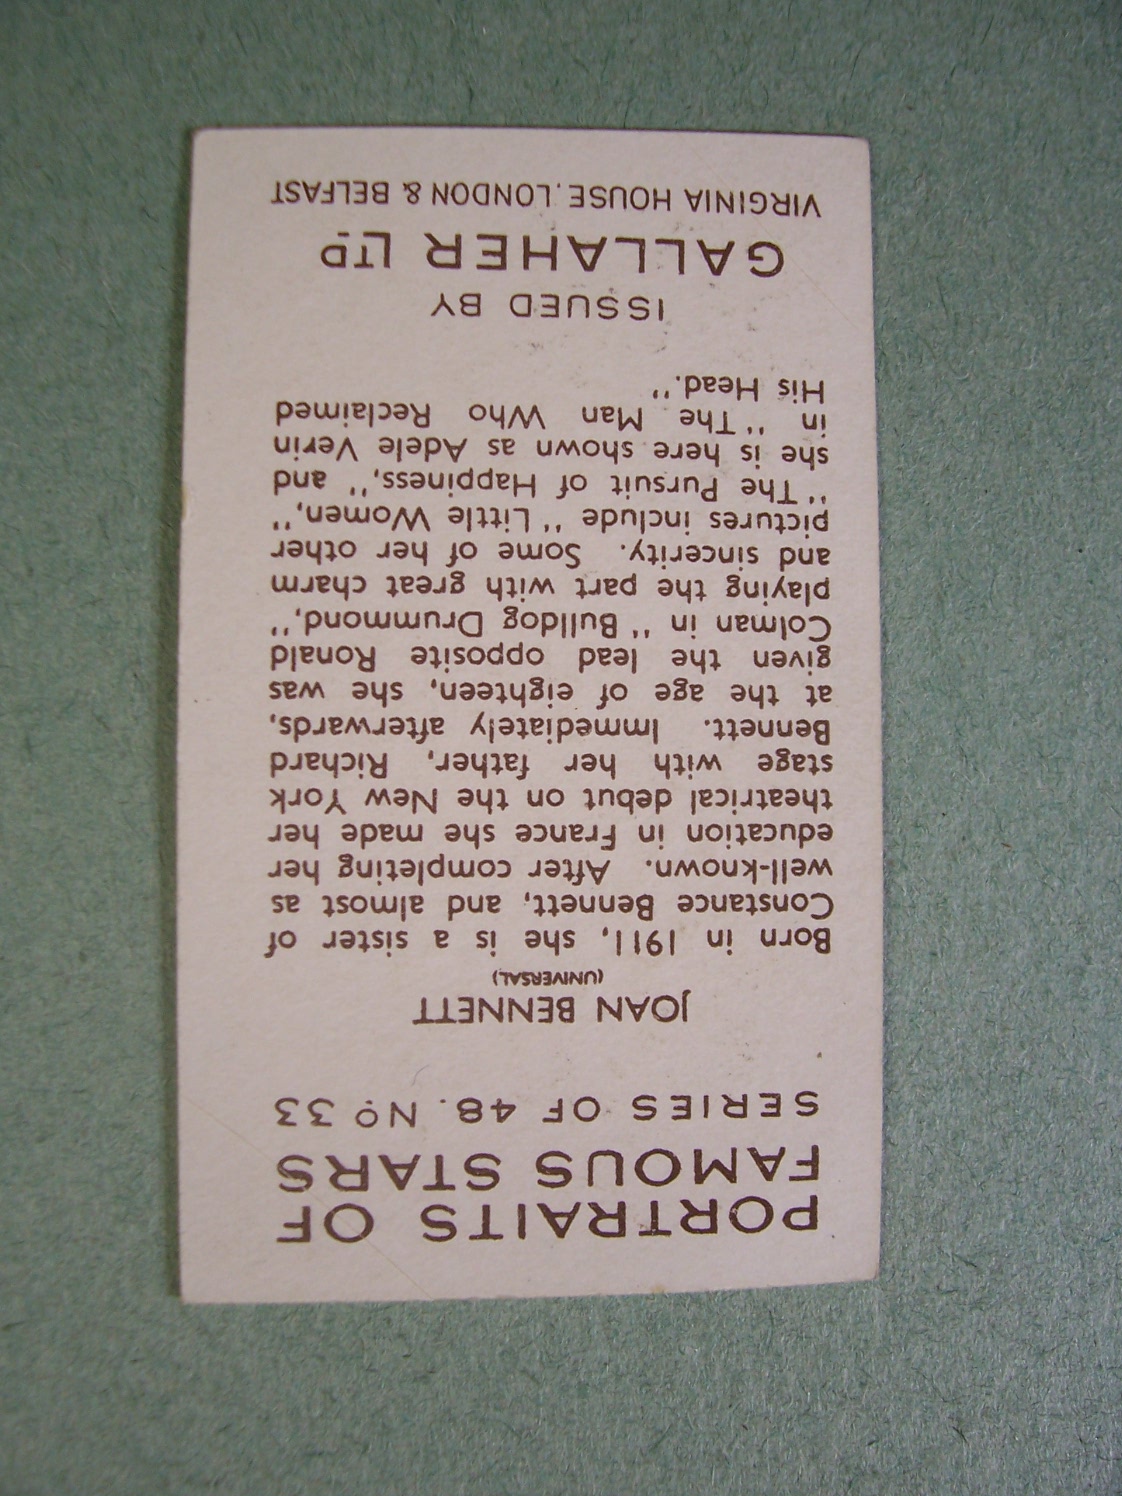 PORTRAITS OF
FAMOUS STARS
SERIES OF 48. No 33
JOAN BENNETT
(UNIVERSAL)
Born in 1911, she is a sister of
Constance Bennett, and almost as
well-known. After completing her
education in France she made her
theatrical debut on the New York
stage with her father, Richard
Bennett. Immediately afterwards,
at the age of eighteen, she was
given the lead opposite Ronald
Colman in "Bulldog Drummond,"
playing the part with great charm
and sincerity. Some of her other
pictures include "Little Women,"
"The Pursuit of Happiness," and
she is here shown as Adele Verin
in "The Man Who Reclaimed
His Head."
ISSUED BY
GALLAHER LTD
VIRGINIA HOUSE, LONDON & BELFAST